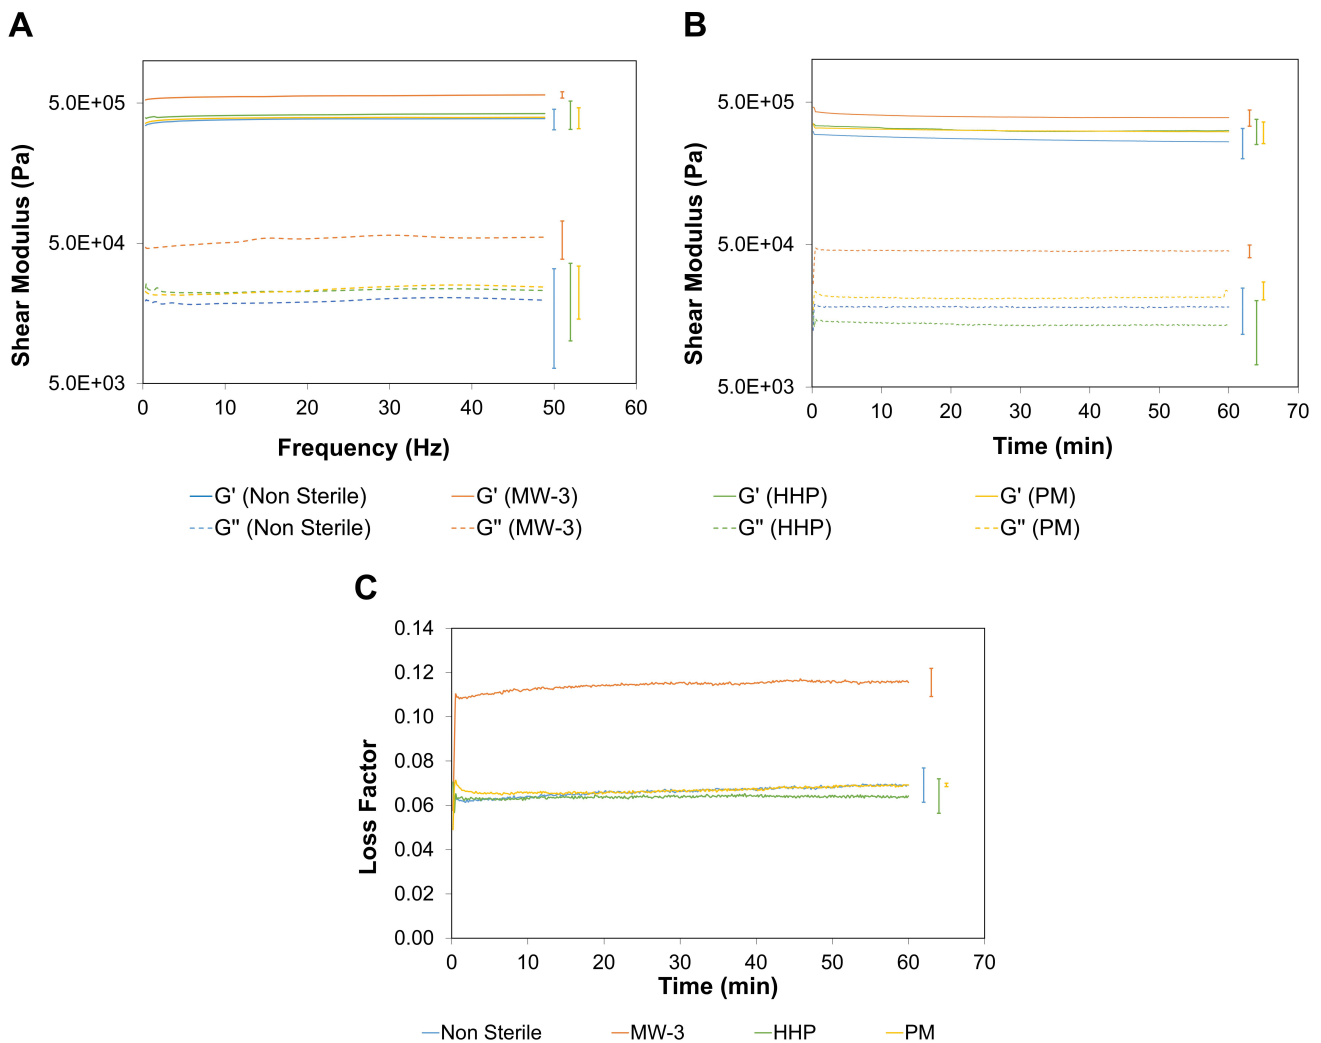 A
B
5.0E+05
5.0E+04
5.0E+03
Shear Modulus (Pa)
0 10 20 30 40 50 60
Frequency (Hz)
5.0E+05
5.0E+04
5.0E+03
Shear Modulus (Pa)
0 10 20 30 40 50 60 70
Time (min)
G' (Non Sterile) G' (MW-3) G' (HHP) G' (PM)
G" (Non Sterile) G" (MW-3) G" (HHP) G" (PM)
C
0.14
0.12
0.10
0.08
0.06
0.04
0.02
0.00
Loss Factor
0 10 20 30 40 50 60 70
Time (min)
Non Sterile MW-3 HHP PM